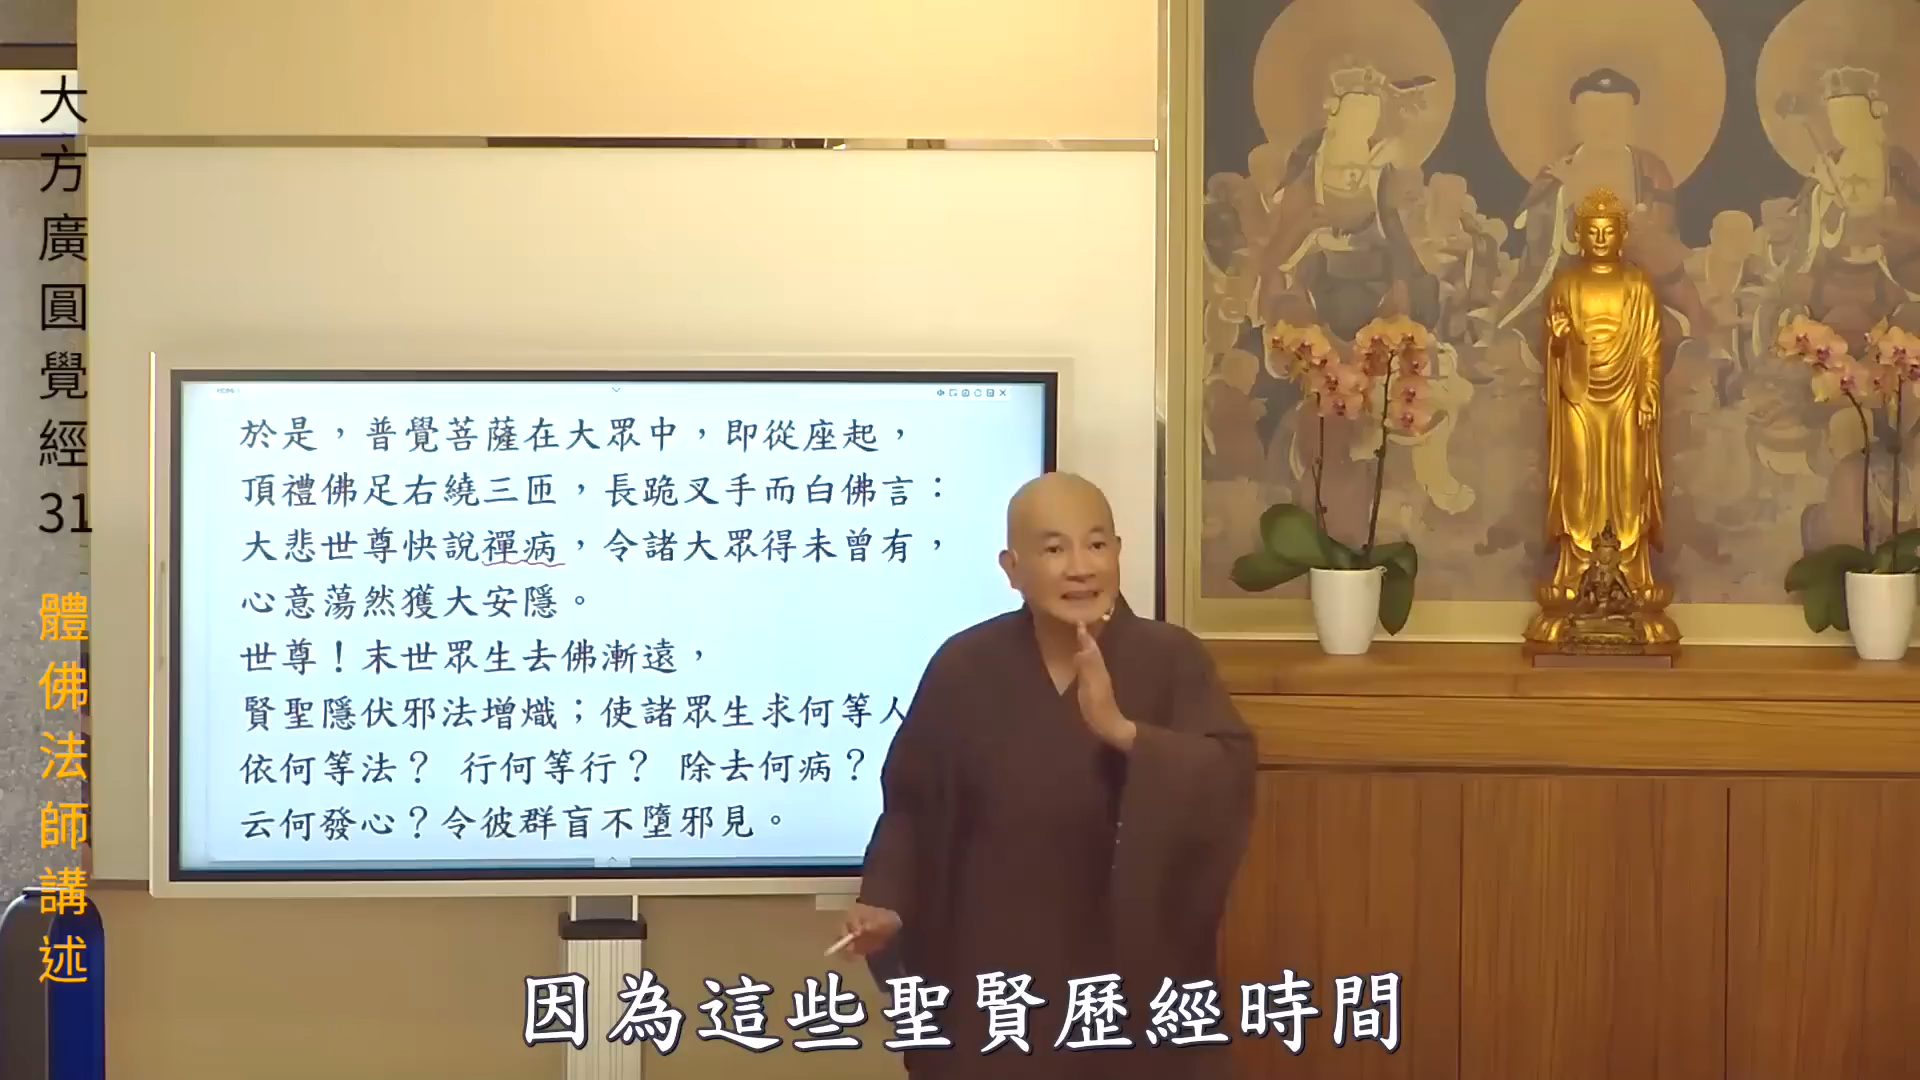 大方廣圓覺經31 體佛法師講述
於是，普覺菩薩在大眾中，即從座起，
頂禮佛足右繞三匝，長跪叉手而白佛言：
大悲世尊快說禪病，令諸大眾得未曾有，
心意蕩然獲大安隱。
世尊！末世眾生去佛漸遠，
賢聖隱伏邪法增熾；使諸眾生求何等人
依何等法？ 行何等行？ 除去何病？
云何發心？令彼群盲不墮邪見。
因為這些聖賢歷經時間